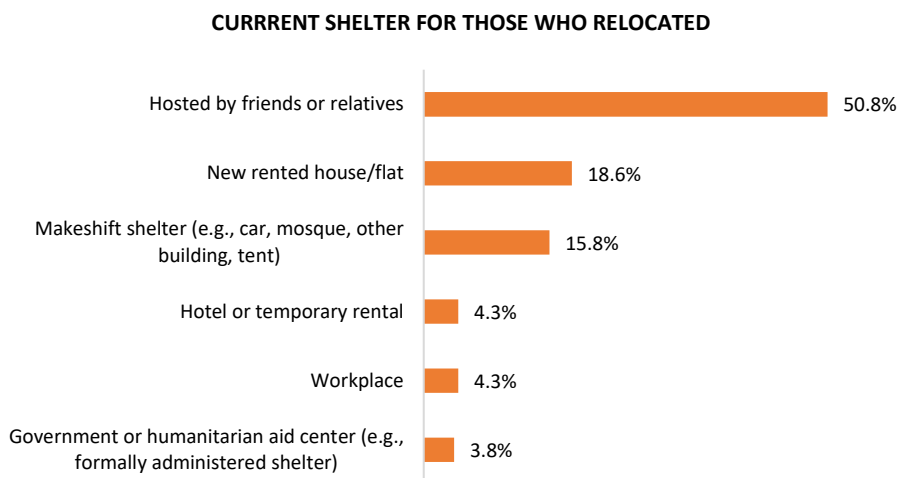 CURRRENT SHELTER FOR THOSE WHO RELOCATED
Hosted by friends or relatives
50.8%
New rented house/flat
18.6%
Makeshift shelter (e.g., car, mosque, other
building, tent)
15.8%
Hotel or temporary rental
4.3%
Workplace
4.3%
Government or humanitarian aid center (e.g.,
formally administered shelter)
3.8%